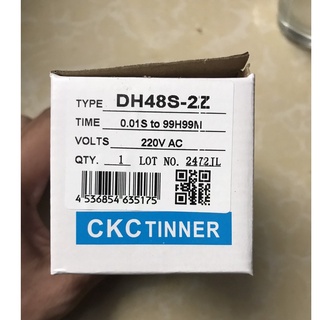 TYPE DH48S-2Z
TIME 0.01S to 99H99M
VOLTS 220V AC
QTY. 1 LOT NO. 2472JL
4 536854 635175
CKC TINNER